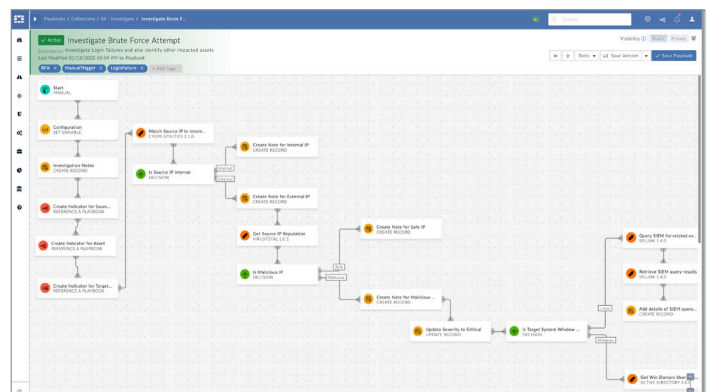 Playbooks / Collections / 04 - Investigate / Investigate Brute F...
Search
Active
Investigate Brute Force Attempt
Description Investigate Login Failures and also identify other impacted assets
Last Modified 01/16/2020 05:59 PM by Playbook
BFA × ManualTrigger × LoginFailure × + Add Tags
Visibility Public Private
Tools Save Version Save Playbook
Start
MANUAL
Configuration
SET VARIABLE
Investigation Notes
CREATE RECORD
Create Indicator for Sourc...
REFERENCE A PLAYBOOK
Create Indicator for Asset
REFERENCE A PLAYBOOK
Create Indicator for Target...
REFERENCE A PLAYBOOK
Match Source IP in Intern...
CYOPS UTILITIES 2.1.0
Is Source IP Internal
DECISION
Create Note for Internal IP
CREATE RECORD
Create Note for External IP
CREATE RECORD
Get Source IP Reputation
VIRUSTOTAL 1.0.1
Is Malicious IP
DECISION
Safe
Malicious
Create Note for Safe IP
CREATE RECORD
Create Note for Malicious ...
CREATE RECORD
Update Severity to Critical
UPDATE RECORD
Is Target System Window ...
DECISION
Linux
Windows
Query SIEM for related ev...
SPLUNK 1.4.0
Retrieve SIEM query results
SPLUNK 1.4.0
Add details of SIEM query...
CREATE RECORD
Get Win Domain User
ACTIVE DIRECTORY